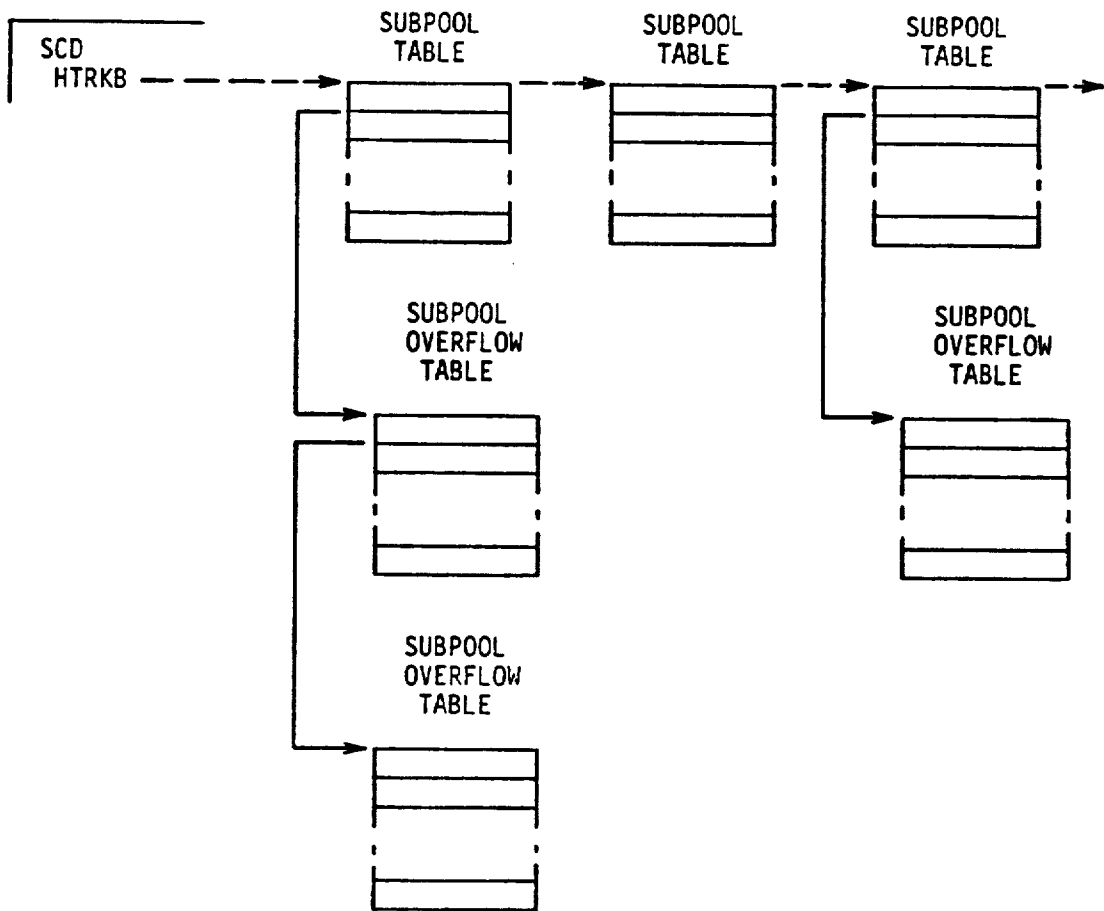 SCD
HTRKB
SUBPOOL
TABLE
SUBPOOL
TABLE
SUBPOOL
TABLE
SUBPOOL
OVERFLOW
TABLE
SUBPOOL
OVERFLOW
TABLE
SUBPOOL
OVERFLOW
TABLE